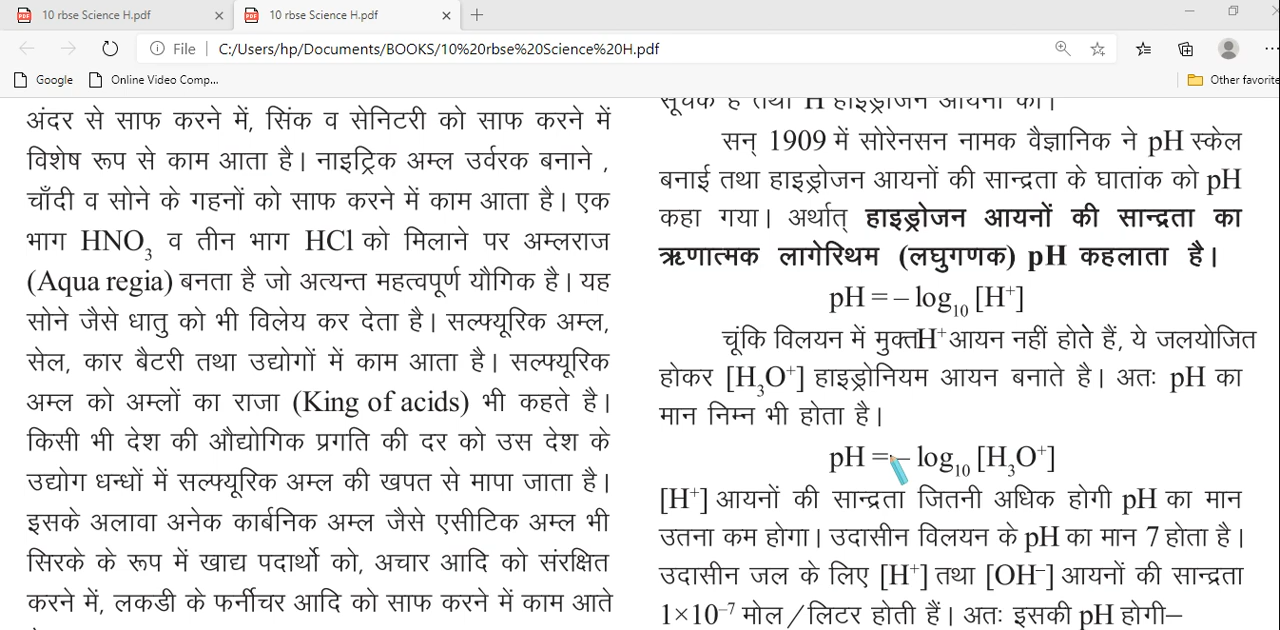 10 rbse Science H.pdf
10 rbse Science H.pdf
File
C:/Users/hp/Documents/BOOKS/10%20rbse%20Science%20H.pdf
Google
Online Video Comp...
Other favorite
अंदर से साफ करने में, सिंक व सेनिटरी को साफ करने में
विशेष रूप से काम आता है। नाइट्रिक अम्ल उर्वरक बनाने ,
चाँदी व सोने के गहनों को साफ करने में काम आता है। एक
भाग HNO₃ व तीन भाग HCl को मिलाने पर अम्लराज
(Aqua regia) बनता है जो अत्यन्त महत्वपूर्ण यौगिक है। यह
सोने जैसे धातु को भी विलेय कर देता है। सल्फ्यूरिक अम्ल,
सेल, कार बैटरी तथा उद्योगों में काम आता है। सल्फ्यूरिक
अम्ल को अम्लों का राजा (King of acids) भी कहते है।
किसी भी देश की औद्योगिक प्रगति की दर को उस देश के
उद्योग धन्धों में सल्फ्यूरिक अम्ल की खपत से मापा जाता है।
इसके अलावा अनेक कार्बनिक अम्ल जैसे एसीटिक अम्ल भी
सिरके के रूप में खाद्य पदार्थो को, अचार आदि को संरक्षित
करने में, लकडी के फर्नीचर आदि को साफ करने में काम आते
सूचक है तथा H हाइड्रोजन आयनों का।
सन् 1909 में सोरेनसन नामक वैज्ञानिक ने pH स्केल
बनाई तथा हाइड्रोजन आयनों की सान्द्रता के घातांक को pH
कहा गया। अर्थात् हाइड्रोजन आयनों की सान्द्रता का
ऋणात्मक लागेरिथम (लघुगणक) pH कहलाता है।
pH = – log₁₀ [H⁺]
चूंकि विलयन में मुक्तH⁺ आयन नहीं होते हैं, ये जलयोजित
होकर [H₃O⁺] हाइड्रोनियम आयन बनाते है। अतः pH का
मान निम्न भी होता है।
pH = – log₁₀ [H₃O⁺]
[H⁺] आयनों की सान्द्रता जितनी अधिक होगी pH का मान
उतना कम होगा। उदासीन विलयन के pH का मान 7 होता है।
उदासीन जल के लिए [H⁺] तथा [OH⁻] आयनों की सान्द्रता
1×10⁻⁷ मोल/लिटर होती हैं। अतः इसकी pH होगी–